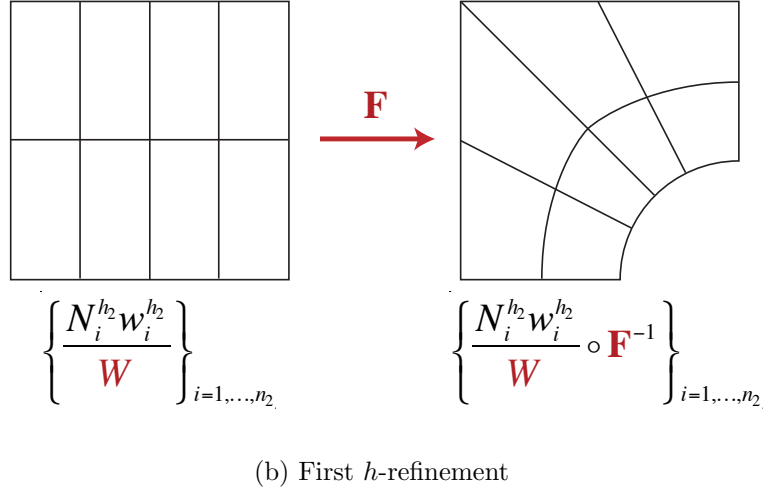 F
{N_i^{h_2} w_i^{h_2} / W}_{i=1,…,n_2}
{N_i^{h_2} w_i^{h_2} / W ∘ F^{−1}}_{i=1,…,n_2}
(b) First h-refinement